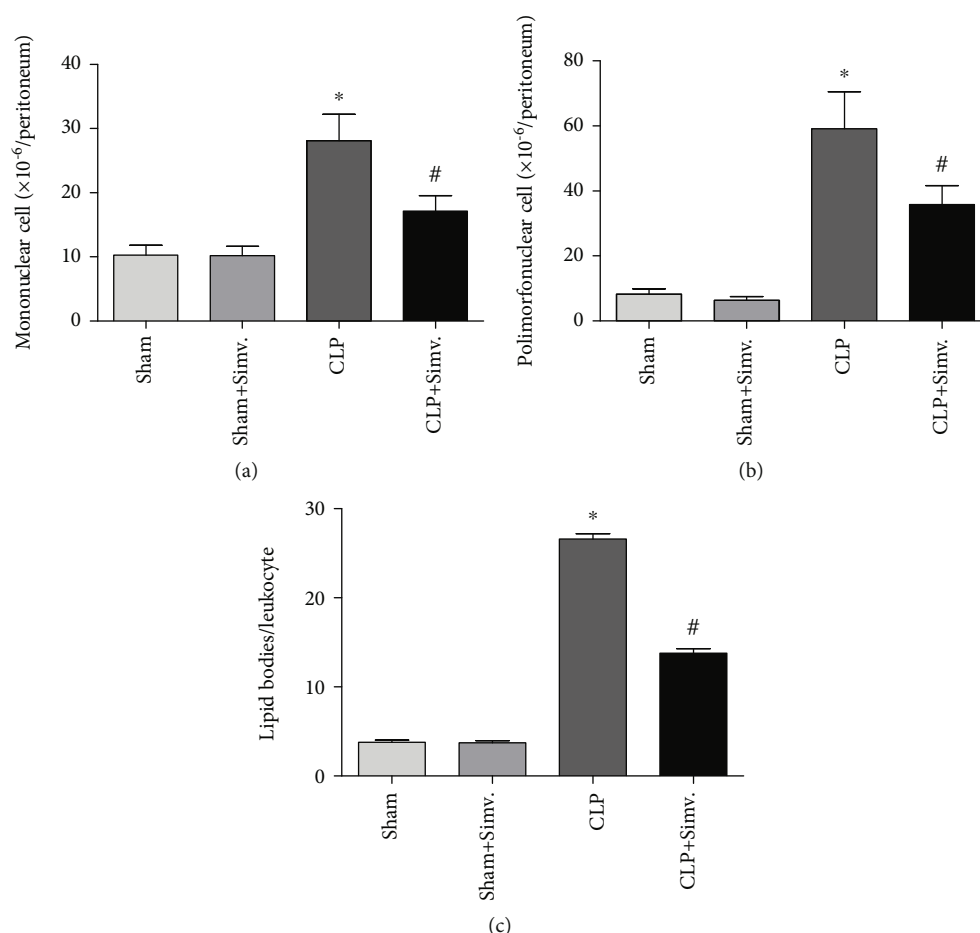 Mononuclear cell (×10⁻⁶/peritoneum)
40
30
20
10
0
*
#
Sham
Sham+Simv.
CLP
CLP+Simv.
(a)
Polimorfonuclear cell (×10⁻⁶/peritoneum)
80
60
40
20
0
*
#
Sham
Sham+Simv.
CLP
CLP+Simv.
(b)
Lipid bodies/leukocyte
30
20
10
0
*
#
Sham
Sham+Simv.
CLP
CLP+Simv.
(c)